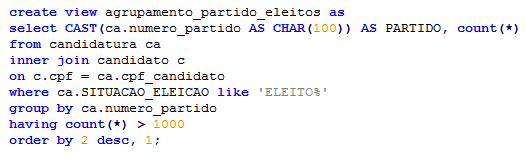 create view agrupamento_partido_eleitos as
select CAST(ca.numero_partido AS CHAR(100)) AS PARTIDO, count(*)
from candidatura ca
inner join candidato c
on c.cpf = ca.cpf_candidato
where ca.SITUACAO_ELEICAO like 'ELEITO%'
group by ca.numero_partido
having count(*) > 1000
order by 2 desc, 1;